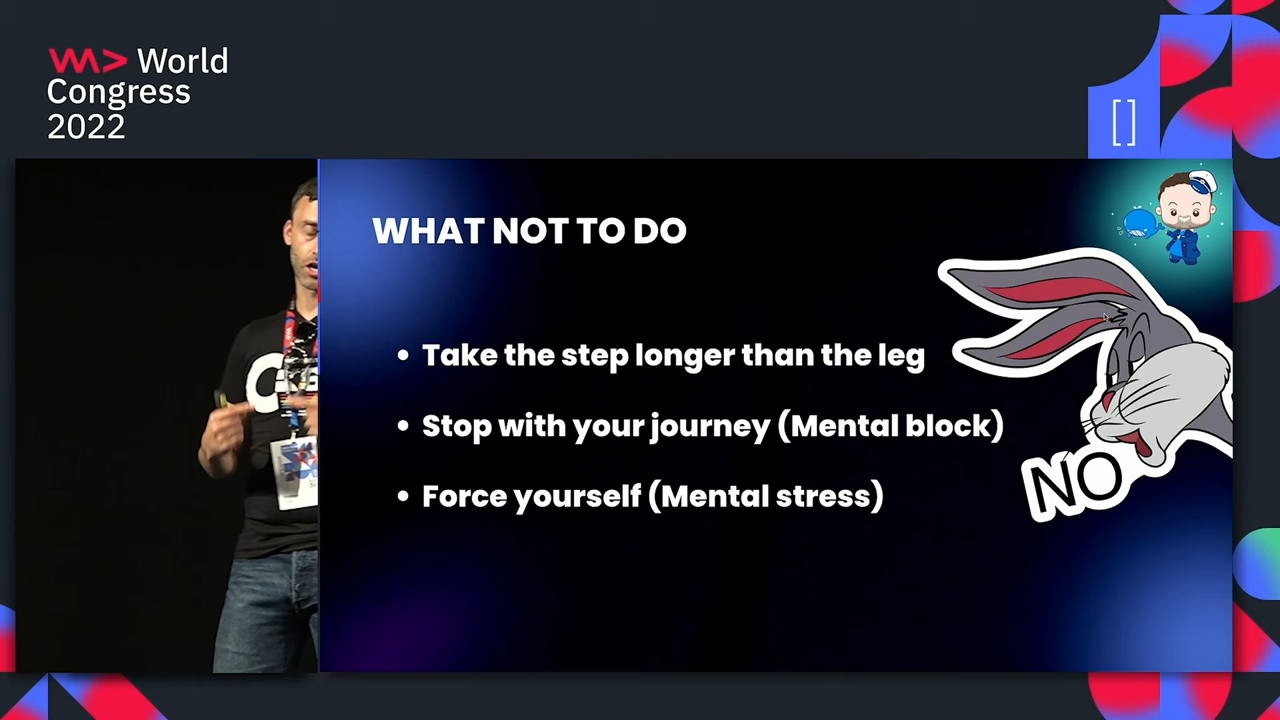 World
Congress
2022
[]
WHAT NOT TO DO
• Take the step longer than the leg
• Stop with your journey (Mental block)
• Force yourself (Mental stress)
NO